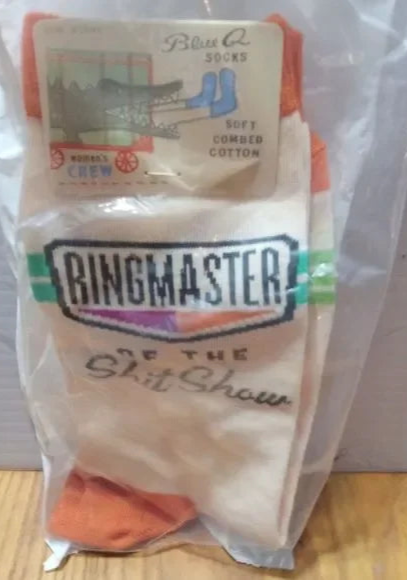 Blue Q
SOCKS
SOFT
COMBED
COTTON
WOMEN'S
CREW
RINGMASTER
OF THE
Shit Show